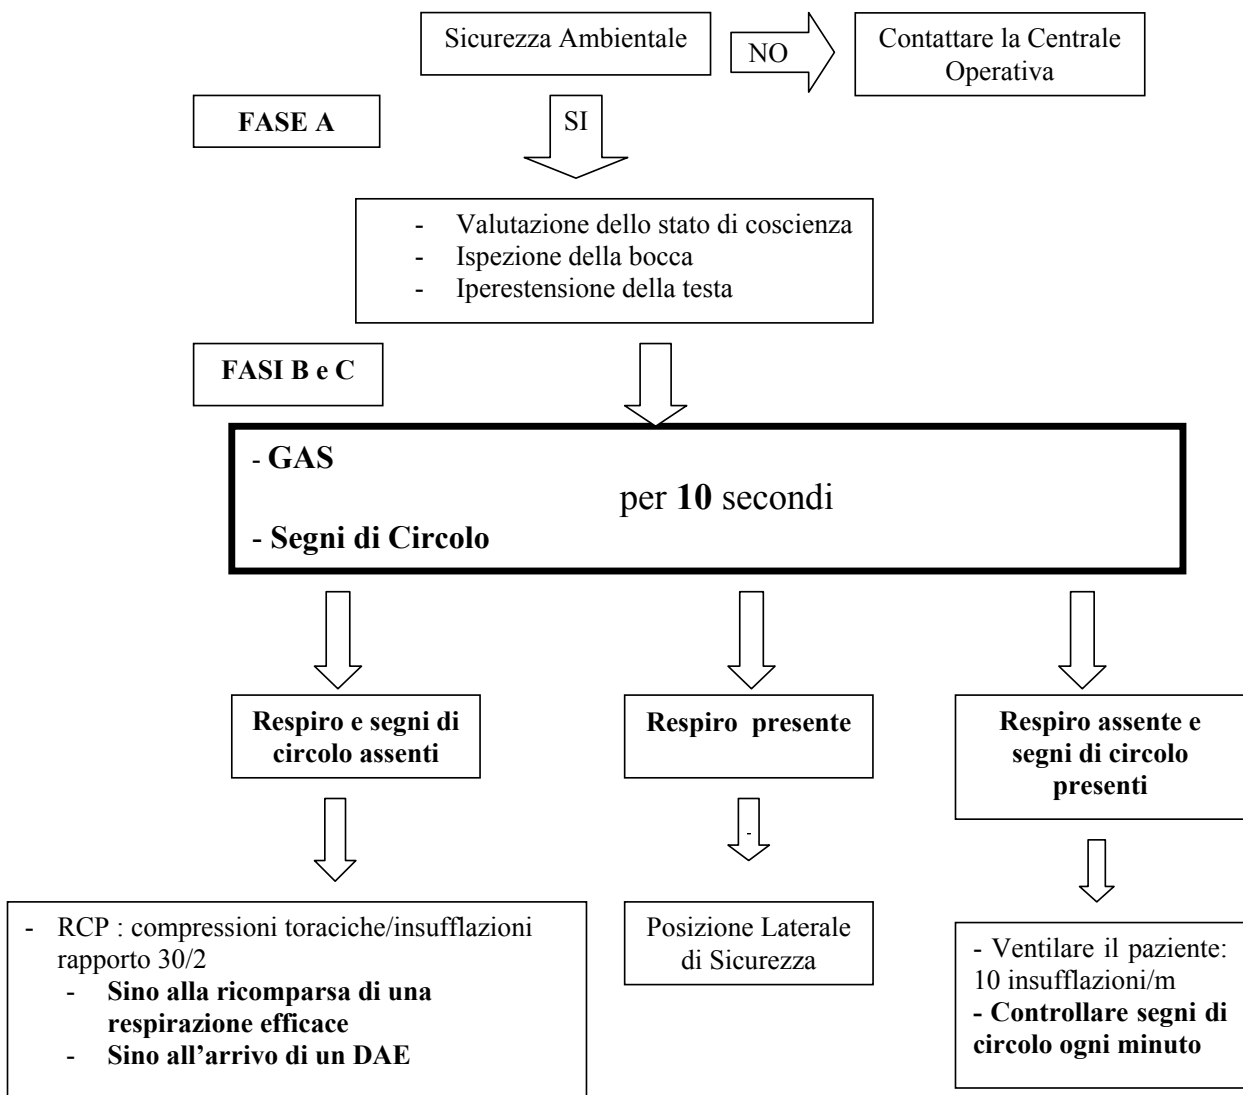 Sicurezza Ambientale
NO
Contattare la Centrale
Operativa
FASE A
SI
- Valutazione dello stato di coscienza
- Ispezione della bocca
- Iperestensione della testa
FASI B e C
- GAS
per 10 secondi
- Segni di Circolo
Respiro e segni di
circolo assenti
Respiro presente
Respiro assente e
segni di circolo
presenti
-
- RCP : compressioni toraciche/insufflazioni
rapporto 30/2
- Sino alla ricomparsa di una
respirazione efficace
- Sino all'arrivo di un DAE
Posizione Laterale
di Sicurezza
- Ventilare il paziente:
10 insufflazioni/m
- Controllare segni di
circolo ogni minuto